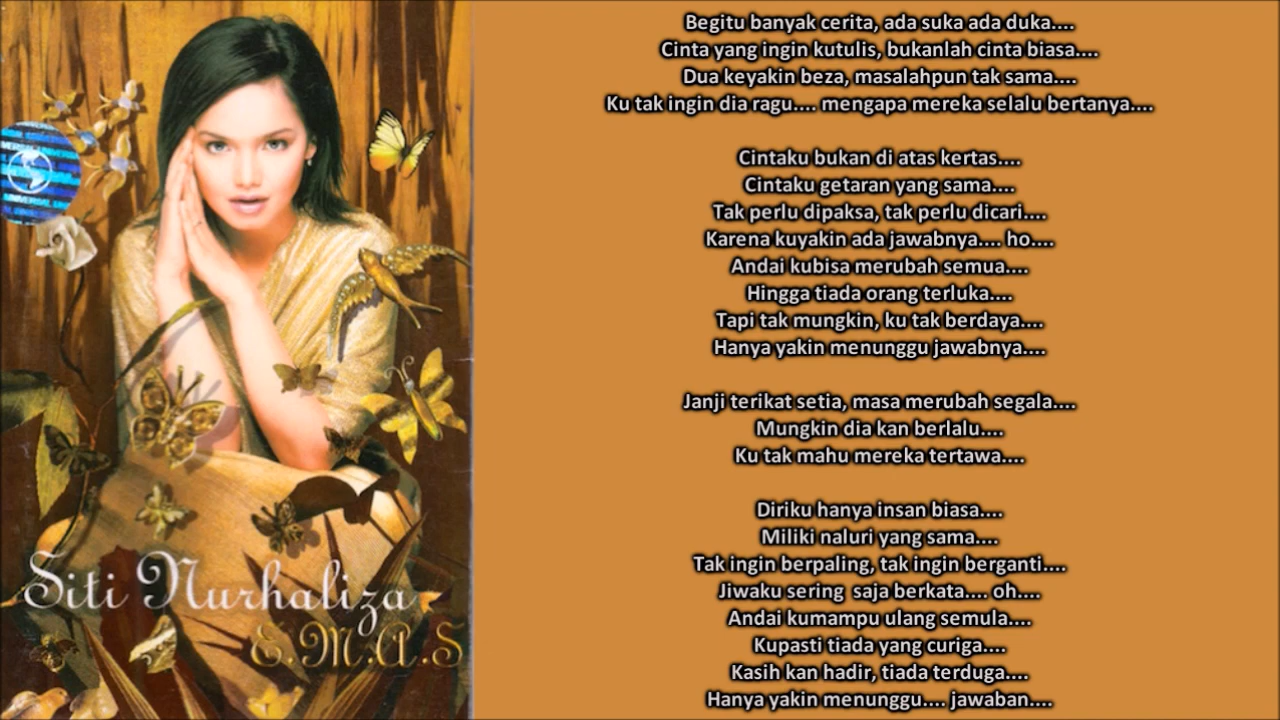 Siti Nurhaliza
E.M.A.S
Begitu banyak cerita, ada suka ada duka....
Cinta yang ingin kutulis, bukanlah cinta biasa....
Dua keyakin beza, masalahpun tak sama....
Ku tak ingin dia ragu.... mengapa mereka selalu bertanya....
Cintaku bukan di atas kertas....
Cintaku getaran yang sama....
Tak perlu dipaksa, tak perlu dicari....
Karena kuyakin ada jawabnya.... ho....
Andai kubisa merubah semua....
Hingga tiada orang terluka....
Tapi tak mungkin, ku tak berdaya....
Hanya yakin menunggu jawabnya....
Janji terikat setia, masa merubah segala....
Mungkin dia kan berlalu....
Ku tak mahu mereka tertawa....
Diriku hanya insan biasa....
Miliki naluri yang sama....
Tak ingin berpaling, tak ingin berganti....
Jiwaku sering  saja berkata.... oh....
Andai kumampu ulang semula....
Kupasti tiada yang curiga....
Kasih kan hadir, tiada terduga....
Hanya yakin menunggu.... jawaban....